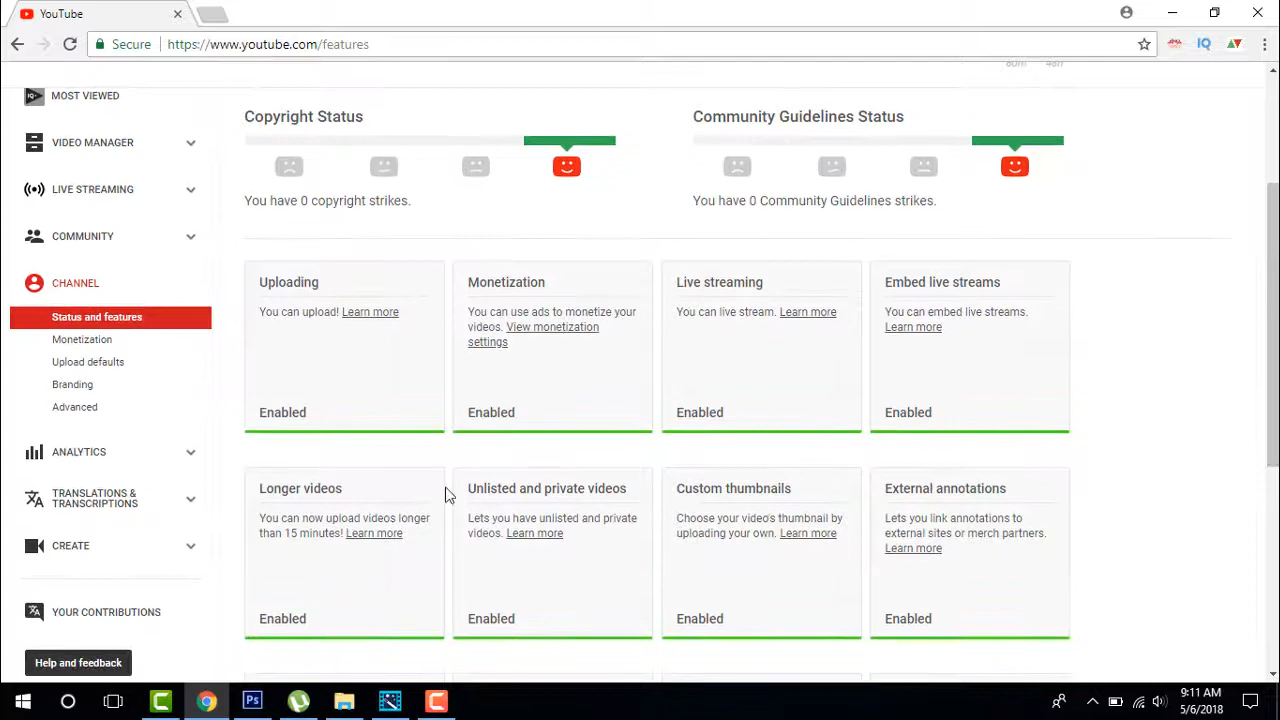 YouTube
Secure
https://www.youtube.com/features
IQ
80m 48h
IQ
MOST VIEWED
VIDEO MANAGER
LIVE STREAMING
COMMUNITY
CHANNEL
Status and features
Monetization
Upload defaults
Branding
Advanced
ANALYTICS
TRANSLATIONS &
TRANSCRIPTIONS
CREATE
YOUR CONTRIBUTIONS
Help and feedback
Copyright Status
You have 0 copyright strikes.
Community Guidelines Status
You have 0 Community Guidelines strikes.
Uploading
You can upload! Learn more
Enabled
Monetization
You can use ads to monetize your
videos. View monetization
settings
Enabled
Live streaming
You can live stream. Learn more
Enabled
Embed live streams
You can embed live streams.
Learn more
Enabled
Longer videos
You can now upload videos longer
than 15 minutes! Learn more
Enabled
Unlisted and private videos
Lets you have unlisted and private
videos. Learn more
Enabled
Custom thumbnails
Choose your video's thumbnail by
uploading your own. Learn more
Enabled
External annotations
Lets you link annotations to
external sites or merch partners.
Learn more
Enabled
Ps
9:11 AM
5/6/2018